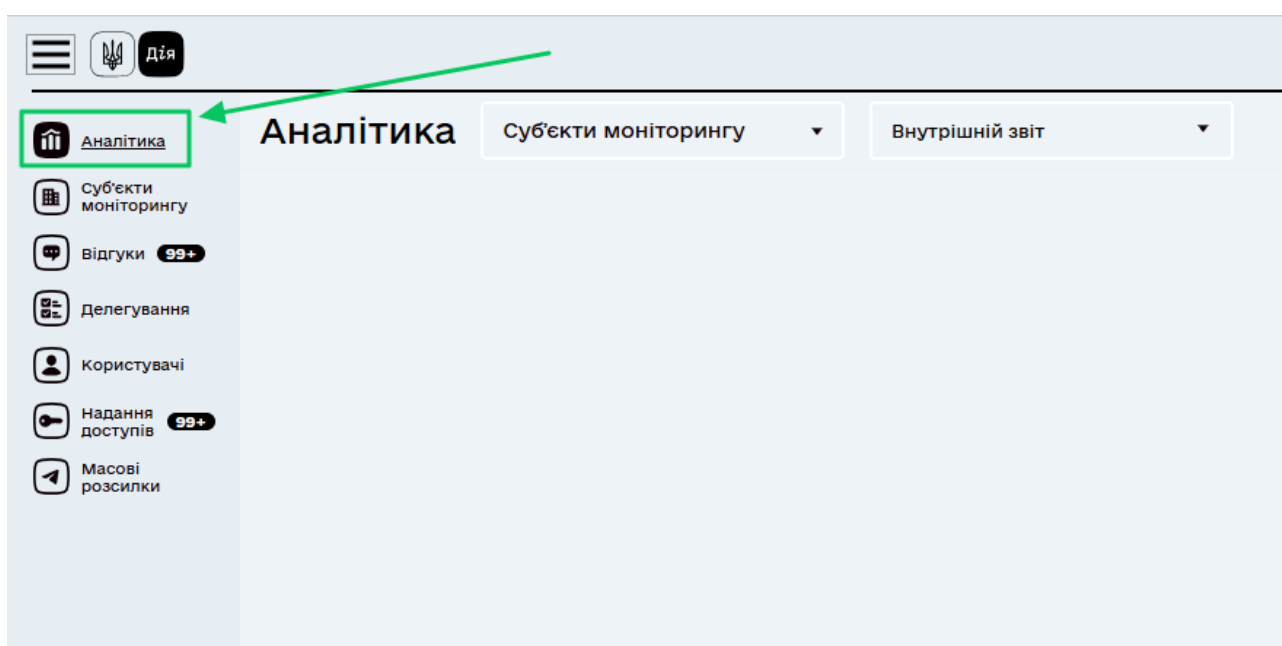 Дія
Аналітика
Аналітика
Суб'єкти моніторингу
Внутрішній звіт
Суб'єкти
моніторингу
Відгуки 99+
Делегування
Користувачі
Надання
доступів 99+
Масові
розсилки